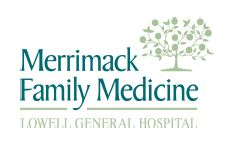 Merrimack
Family Medicine
LOWELL GENERAL HOSPITAL